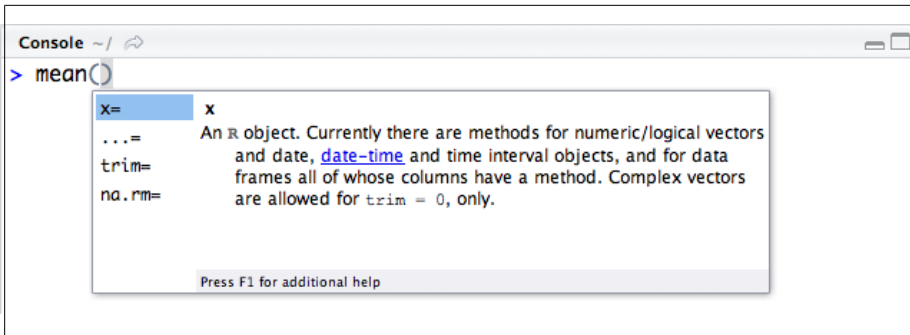 Console ~/
> mean()
x=
...=
trim=
na.rm=
x
An R object. Currently there are methods for numeric/logical vectors
and date, date-time and time interval objects, and for data
frames all of whose columns have a method. Complex vectors
are allowed for trim = 0, only.
Press F1 for additional help